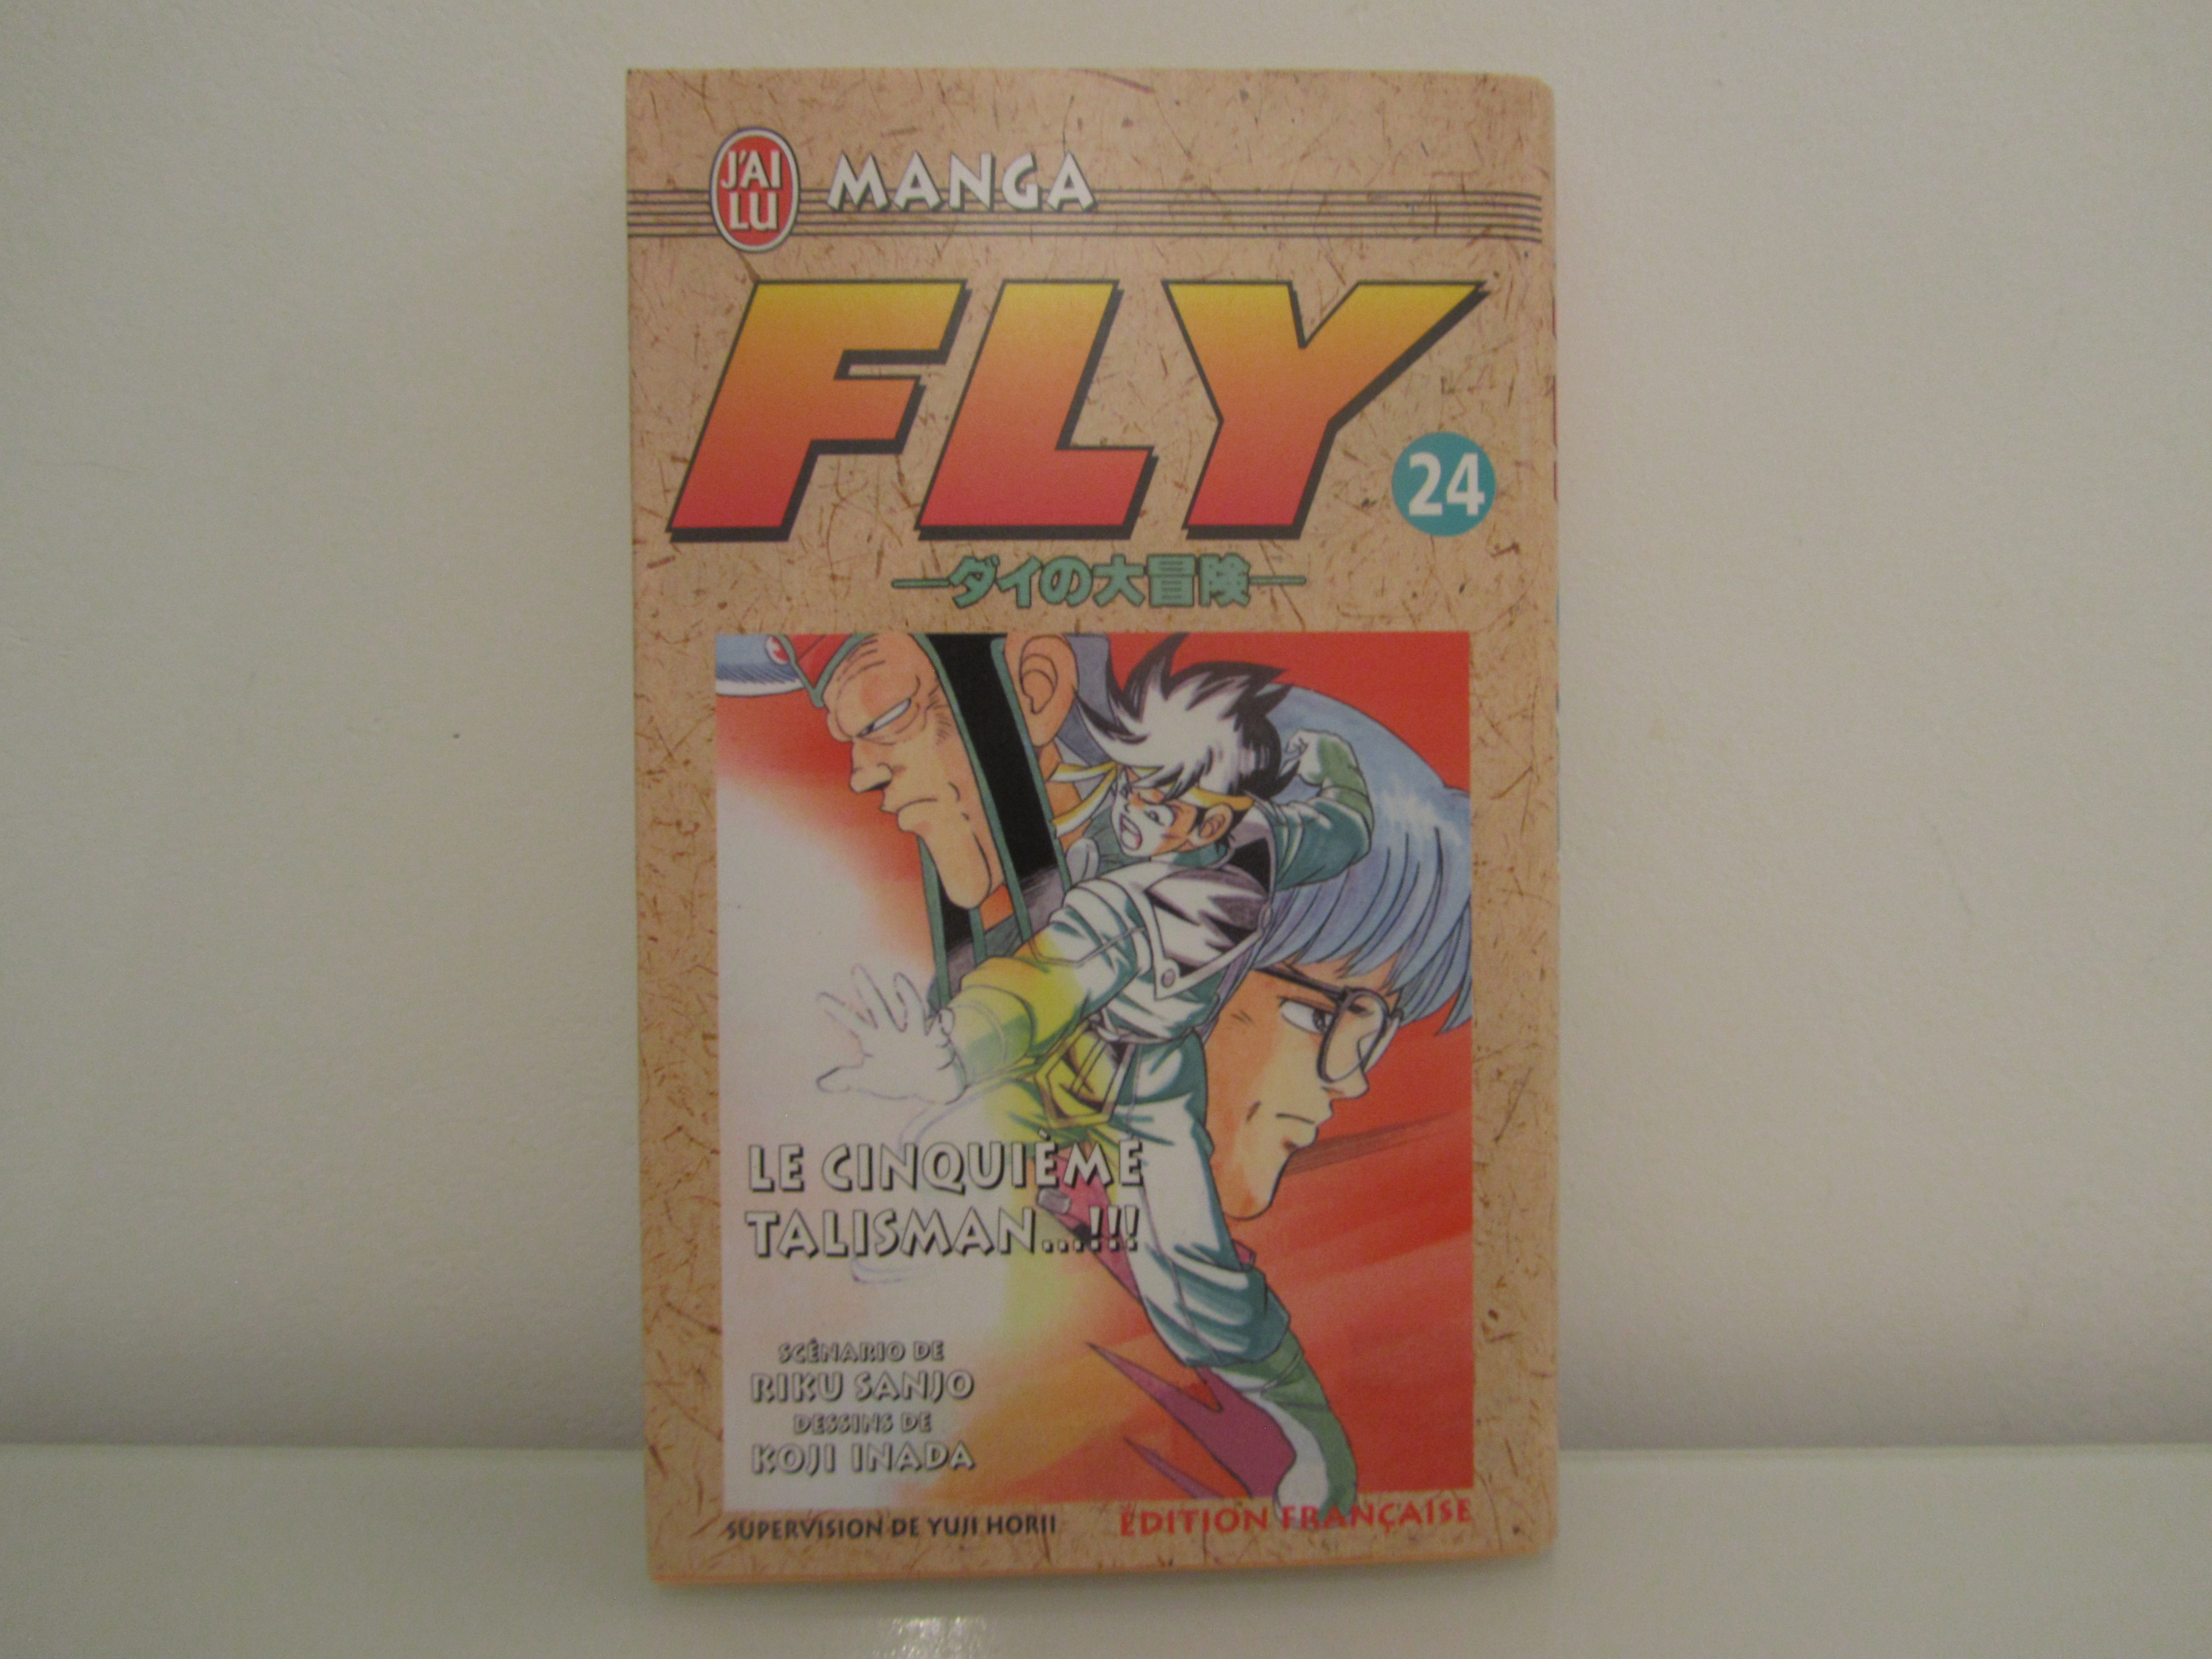 J'AI
LU
MANGA
FLY
24
—ダイの大冒険—
LE CINQUIÈME
TALISMAN...!!!
SCÉNARIO DE
RIKU SANJO
DESSINS DE
KOJI INADA
SUPERVISION DE YUJI HORII
ÉDITION FRANÇAISE